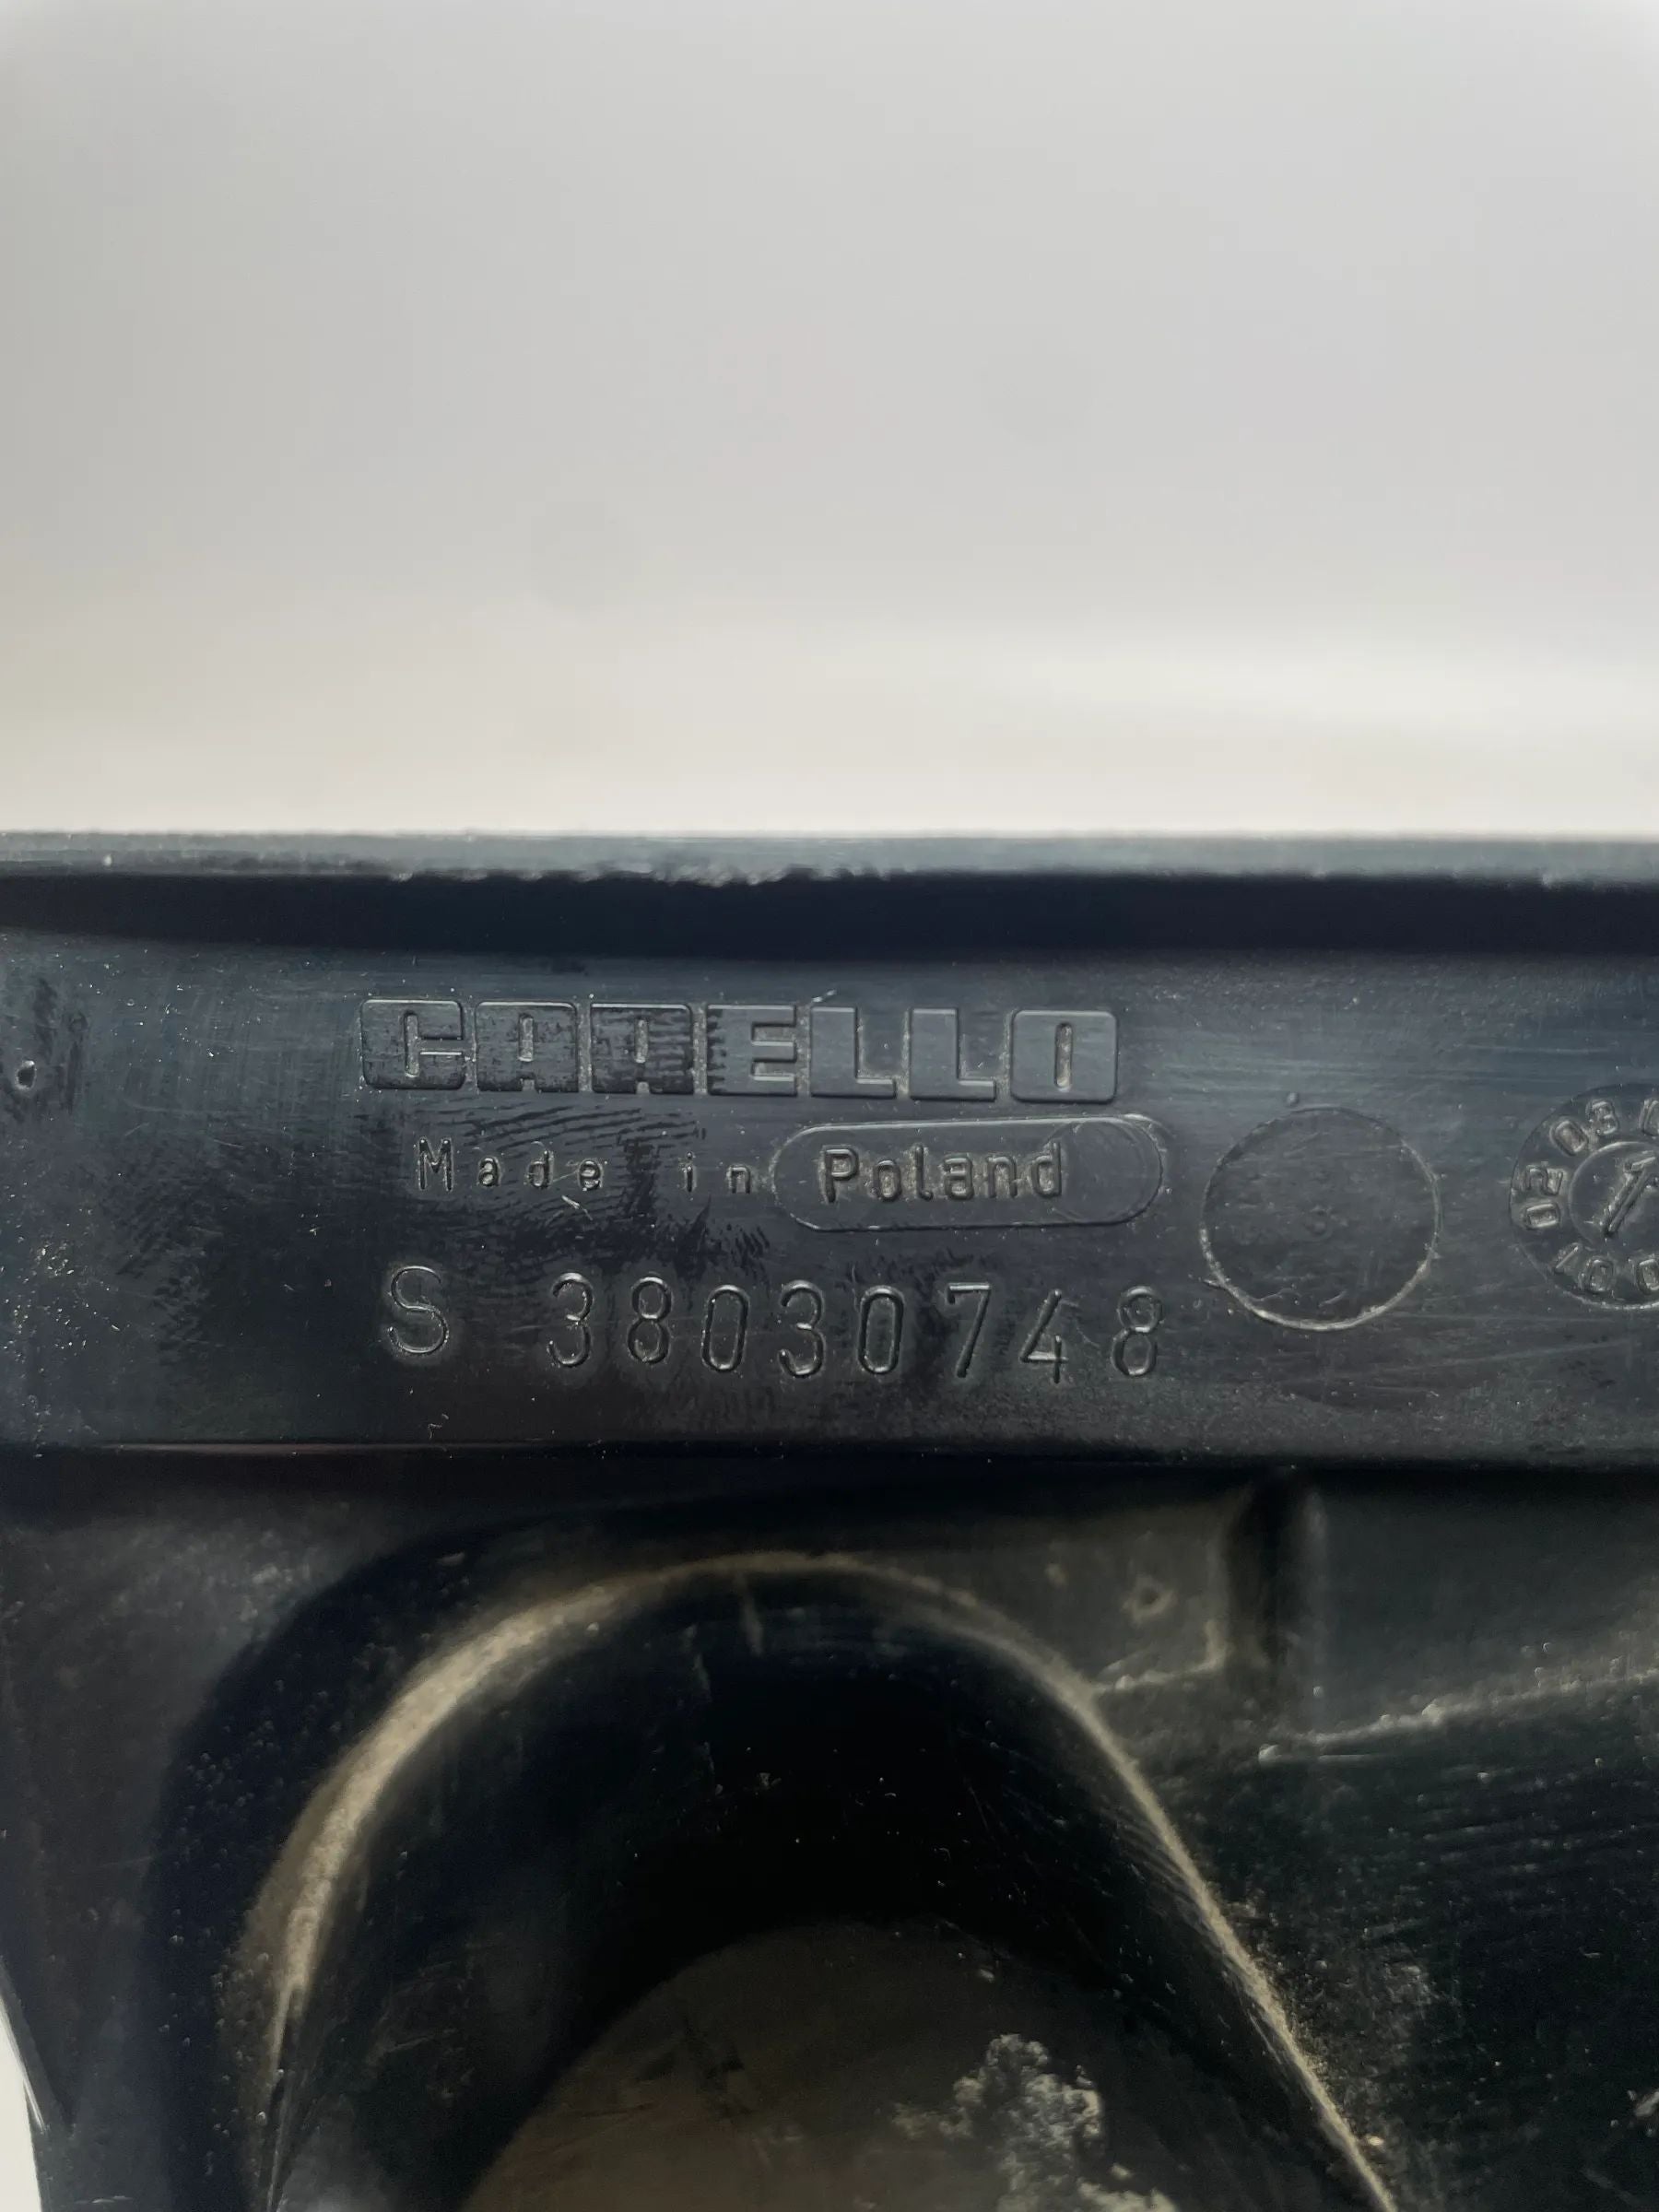 CARELLO
Made in Poland
S 38030748